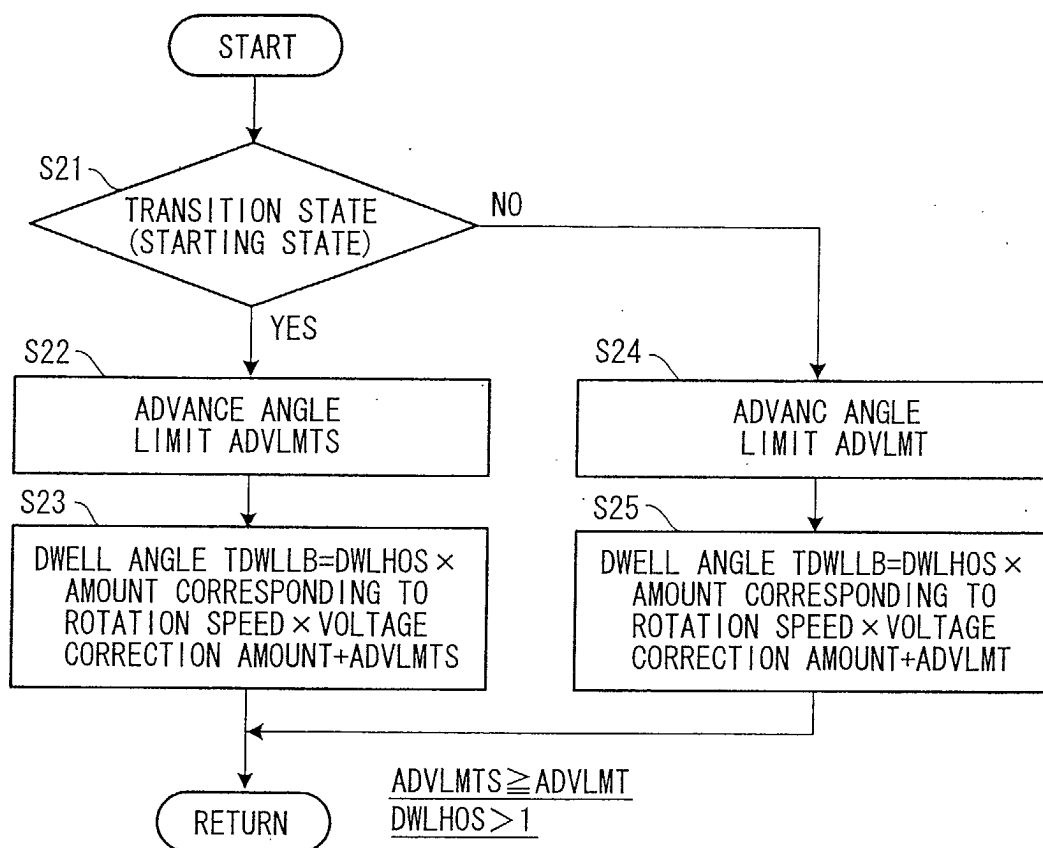 START
S21
TRANSITION STATE
(STARTING STATE)
NO
YES
S22
ADVANCE ANGLE
LIMIT ADVLMTS
S23
DWELL ANGLE TDWLLB=DWLHOS×
AMOUNT CORRESPONDING TO
ROTATION SPEED×VOLTAGE
CORRECTION AMOUNT+ADVLMTS
S24
ADVANC ANGLE
LIMIT ADVLMT
S25
DWELL ANGLE TDWLLB=DWLHOS×
AMOUNT CORRESPONDING TO
ROTATION SPEED×VOLTAGE
CORRECTION AMOUNT+ADVLMT
RETURN
ADVLMTS≧ADVLMT
DWLHOS>1